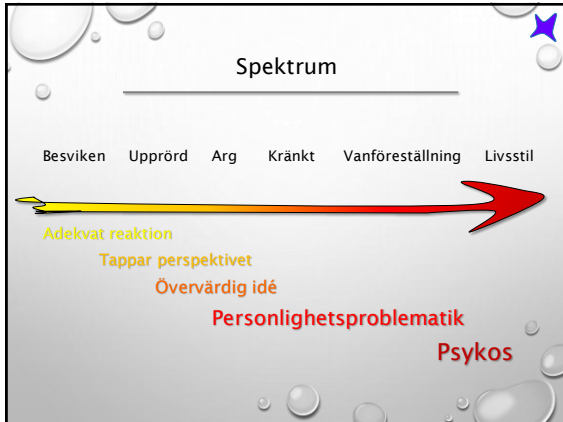 Spektrum
Besviken Upprörd Arg Kränkt Vanföreställning Livsstil
Adekvat reaktion
Tappar perspektivet
Övervärdig idé
Personlighetsproblematik
Psykos